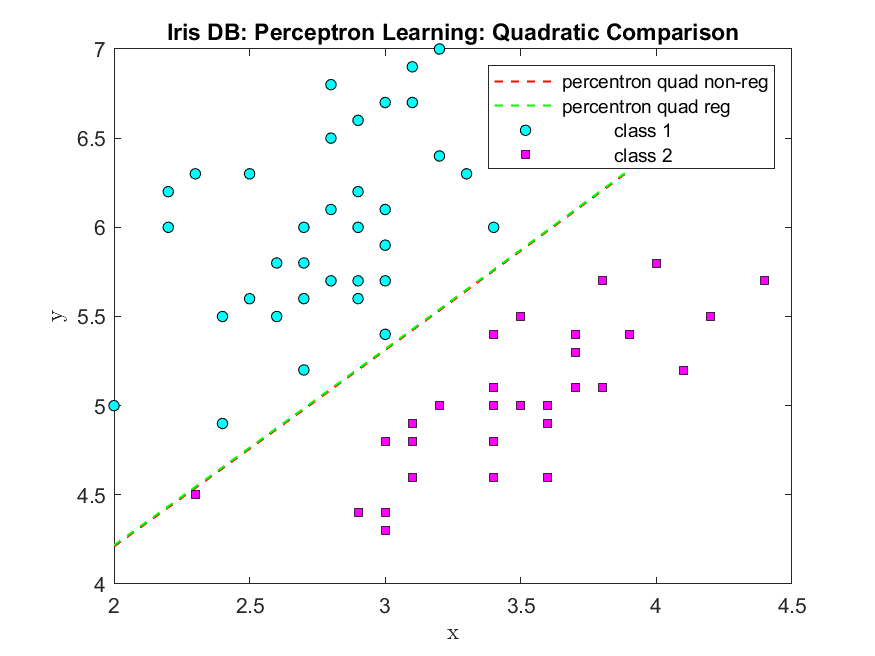 Iris DB: Perceptron Learning: Quadratic Comparison
percentron quad non-reg
percentron quad reg
class 1
class 2
y
7
6.5
6
5.5
5
4.5
4
2
2.5
3
3.5
4
4.5
x